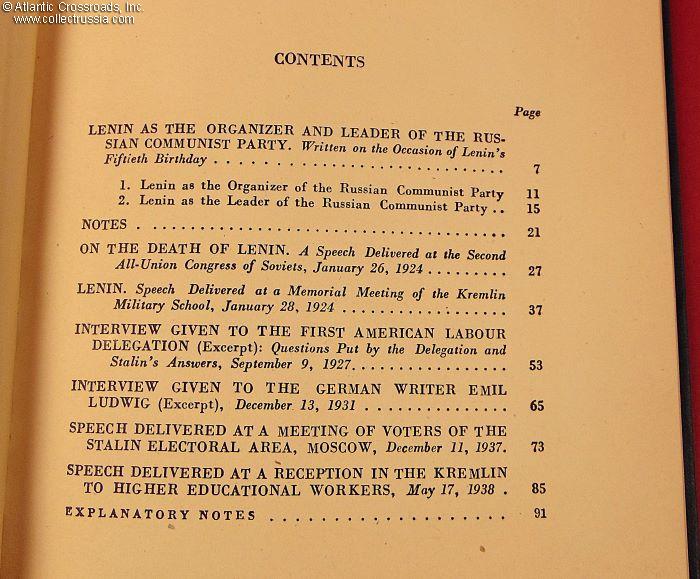 © Atlantic Crossroads, Inc.
www.collectrussia.com
CONTENTS
Page
LENIN AS THE ORGANIZER AND LEADER OF THE RUS-
SIAN COMMUNIST PARTY. Written on the Occasion of Lenin's
Fiftieth Birthday . . . . . . . . . . . . . . . . . . . . . . . . . . . . 7
1. Lenin as the Organizer of the Russian Communist Party 11
2. Lenin as the Leader of the Russian Communist Party . . 15
NOTES . . . . . . . . . . . . . . . . . . . . . . . . . . . . . . . . . . . 21
ON THE DEATH OF LENIN. A Speech Delivered at the Second
All-Union Congress of Soviets, January 26, 1924 . . . . . . . . . 27
LENIN. Speech Delivered at a Memorial Meeting of the Kremlin
Military School, January 28, 1924 . . . . . . . . . . . . . . . . . . 37
INTERVIEW GIVEN TO THE FIRST AMERICAN LABOUR
DELEGATION (Excerpt): Questions Put by the Delegation and
Stalin's Answers, September 9, 1927. . . . . . . . . . . . . . . . . 53
INTERVIEW GIVEN TO THE GERMAN WRITER EMIL
LUDWIG (Excerpt), December 13, 1931 . . . . . . . . . . . . . . 65
SPEECH DELIVERED AT A MEETING OF VOTERS OF THE
STALIN ELECTORAL AREA, MOSCOW, December 11, 1937. 73
SPEECH DELIVERED AT A RECEPTION IN THE KREMLIN
TO HIGHER EDUCATIONAL WORKERS, May 17, 1938 . 85
EXPLANATORY NOTES . . . . . . . . . . . . . . . . . . . . 91